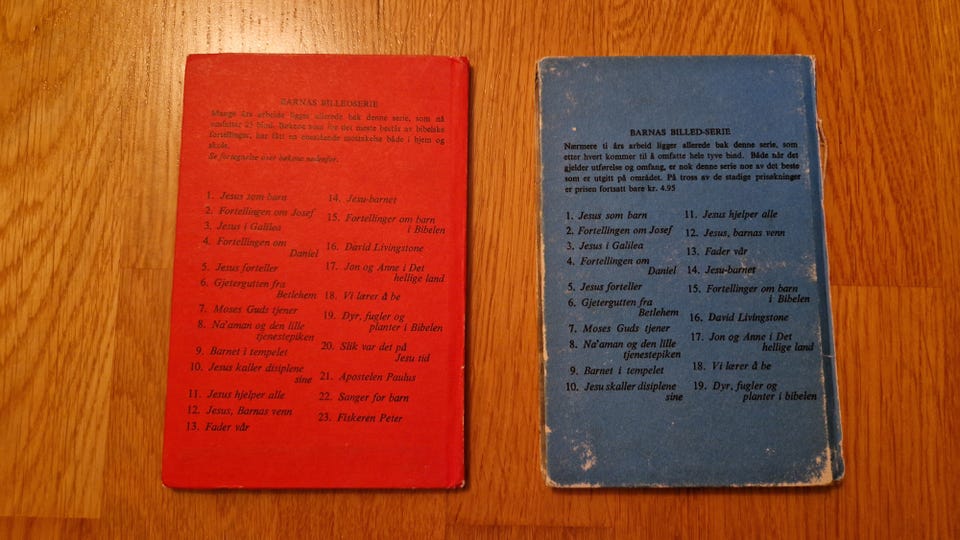 BARNAS BILLEDSERIE
Mange års arbeide ligger allerede bak denne serie, som nå
omfatter 23 bind. Bøkene som for det meste består av bibelske
fortellinger, har fått en enestående mottakelse både i hjem og
skole.
Se fortegnelse over bøkene nedenfor.
1. Jesus som barn
2. Fortellingen om Josef
3. Jesus i Galilea
4. Fortellingen om
Daniel
5. Jesus forteller
6. Gjetergutten fra
Betlehem
7. Moses Guds tjener
8. Na'aman og den lille
tjenestepiken
9. Barnet i tempelet
10. Jesus kaller disiplene
sine
11. Jesus hjelper alle
12. Jesus, Barnas venn
13. Fader vår
14. Jesu-barnet
15. Fortellinger om barn
i Bibelen
16. David Livingstone
17. Jon og Anne i Det
hellige land
18. Vi lærer å be
19. Dyr, fugler og
planter i Bibelen
20. Slik var det på
Jesu tid
21. Apostelen Paulus
22. Sanger for barn
23. Fiskeren Peter
BARNAS BILLED-SERIE
Nærmere ti års arbeid ligger allerede bak denne serie, som
etter hvert kommer til å omfatte hele tyve bind. Både når det
gjelder utførelse og omfang, er nok denne serie noe av det beste
som er utgitt på området. På tross av de stadige prisøkninger
er prisen fortsatt bare kr. 4.95
1. Jesus som barn
2. Fortellingen om Josef
3. Jesus i Galilea
4. Fortellingen om
Daniel
5. Jesus forteller
6. Gjetergutten fra
Betlehem
7. Moses Guds tjener
8. Na'aman og den lille
tjenestepiken
9. Barnet i tempelet
10. Jesu skaller disiplene
sine
11. Jesus hjelper alle
12. Jesus, barnas venn
13. Fader vår
14. Jesu-barnet
15. Fortellinger om barn
i Bibelen
16. David Livingstone
17. Jon og Anne i Det
hellige land
18. Vi lærer å be
19. Dyr, fugler og
planter i bibelen